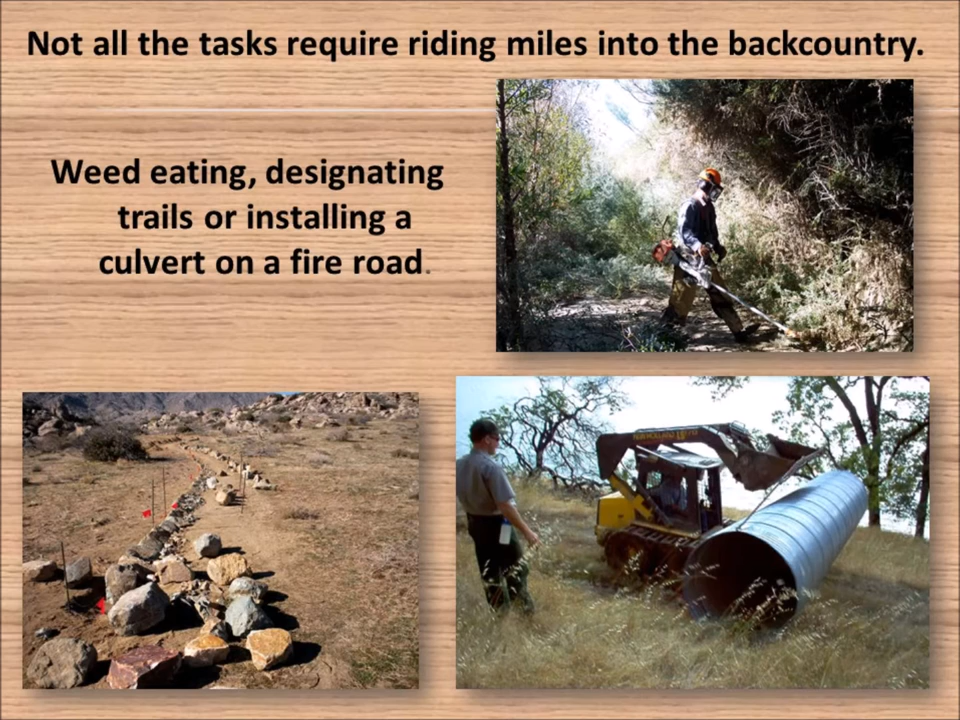 Not all the tasks require riding miles into the backcountry.
Weed eating, designating
trails or installing a
culvert on a fire road.